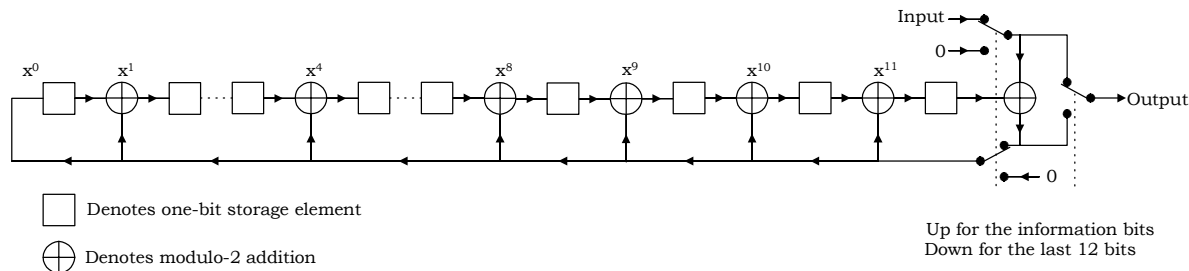 Input
0
x⁰ x¹ x⁴ x⁸ x⁹ x¹⁰ x¹¹
Output
0
Denotes one-bit storage element
Denotes modulo-2 addition
Up for the information bits
Down for the last 12 bits